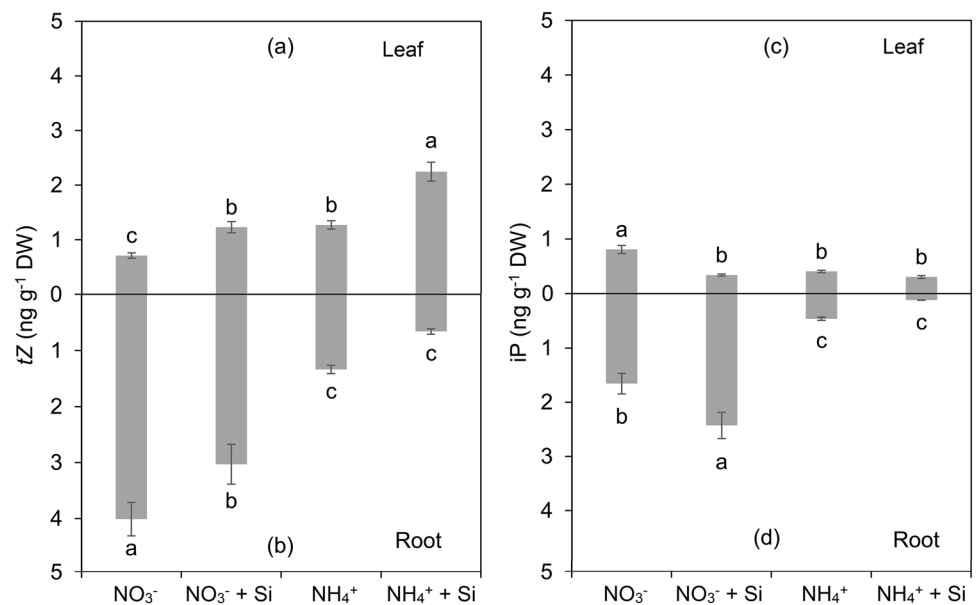 5
4
3
2
1
0
1
2
3
4
5
tZ (ng g⁻¹ DW)
(a)
Leaf
c
b
b
a
a
b
c
c
(b)
Root
NO₃⁻
NO₃⁻ + Si
NH₄⁺
NH₄⁺ + Si
5
4
3
2
1
0
1
2
3
4
5
iP (ng g⁻¹ DW)
(c)
Leaf
a
b
b
b
b
a
c
c
(d)
Root
NO₃⁻
NO₃⁻ + Si
NH₄⁺
NH₄⁺ + Si